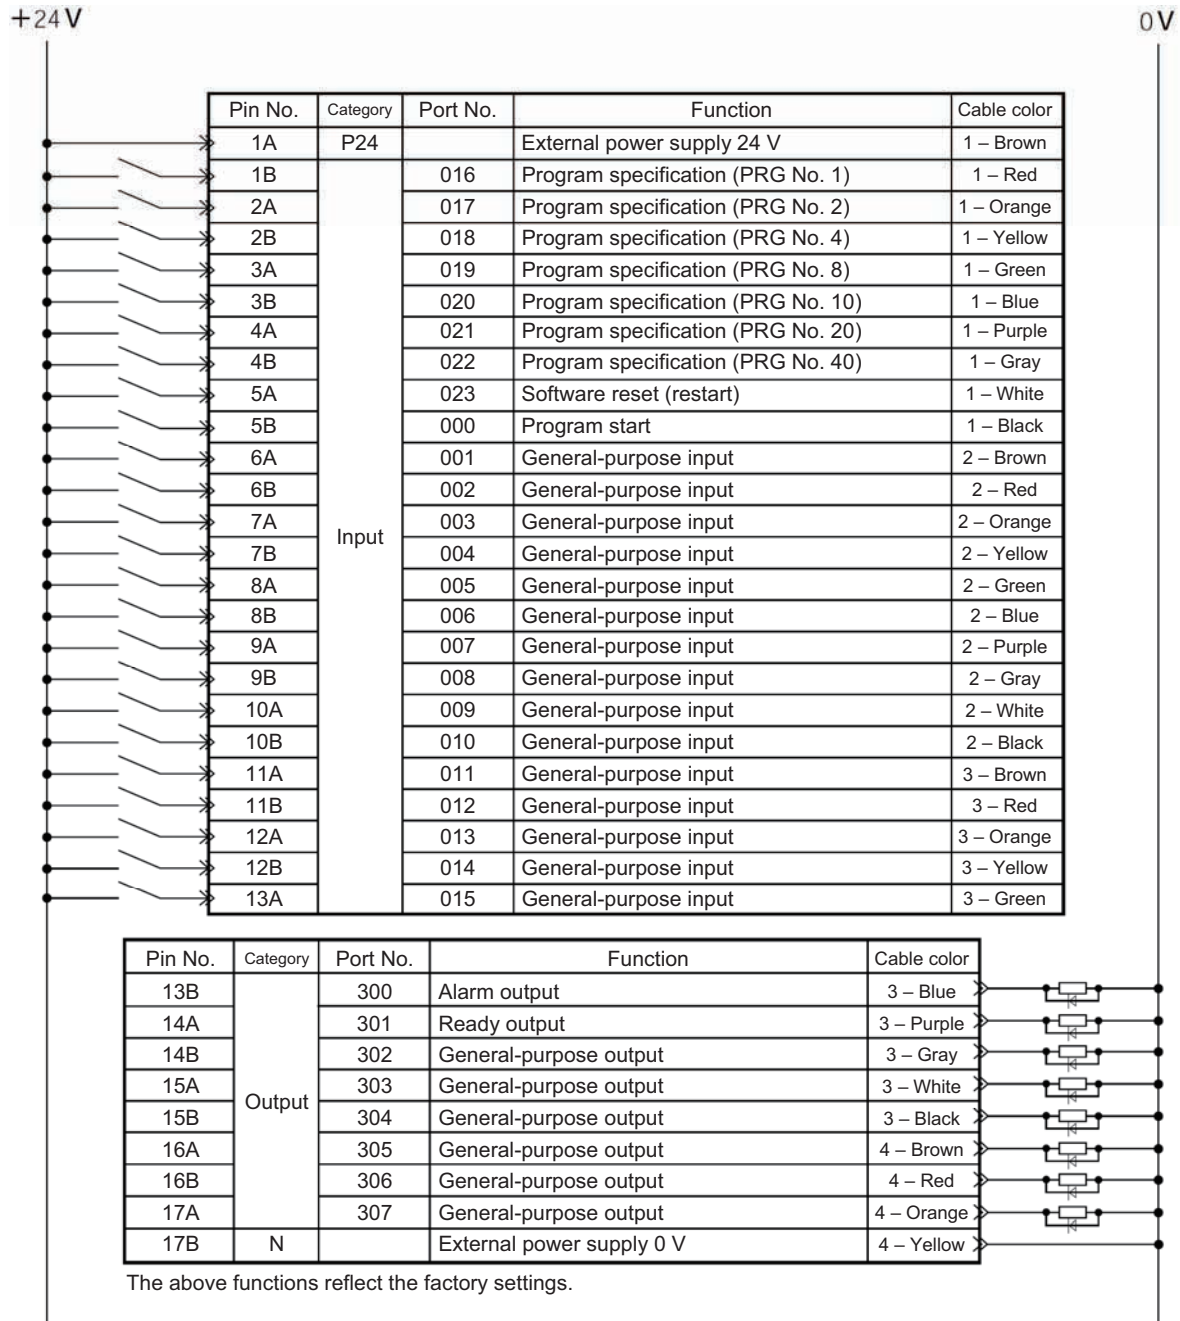 +24V 0V
Pin No. Category Port No. Function Cable color
1A P24 External power supply 24 V 1 – Brown
1B 016 Program specification (PRG No. 1) 1 – Red
2A 017 Program specification (PRG No. 2) 1 – Orange
2B 018 Program specification (PRG No. 4) 1 – Yellow
3A 019 Program specification (PRG No. 8) 1 – Green
3B 020 Program specification (PRG No. 10) 1 – Blue
4A 021 Program specification (PRG No. 20) 1 – Purple
4B 022 Program specification (PRG No. 40) 1 – Gray
5A 023 Software reset (restart) 1 – White
5B 000 Program start 1 – Black
6A 001 General-purpose input 2 – Brown
6B 002 General-purpose input 2 – Red
7A 003 General-purpose input 2 – Orange
Input
7B 004 General-purpose input 2 – Yellow
8A 005 General-purpose input 2 – Green
8B 006 General-purpose input 2 – Blue
9A 007 General-purpose input 2 – Purple
9B 008 General-purpose input 2 – Gray
10A 009 General-purpose input 2 – White
10B 010 General-purpose input 2 – Black
11A 011 General-purpose input 3 – Brown
11B 012 General-purpose input 3 – Red
12A 013 General-purpose input 3 – Orange
12B 014 General-purpose input 3 – Yellow
13A 015 General-purpose input 3 – Green
Pin No. Category Port No. Function Cable color
13B 300 Alarm output 3 – Blue
14A 301 Ready output 3 – Purple
14B 302 General-purpose output 3 – Gray
15A 303 General-purpose output 3 – White
Output
15B 304 General-purpose output 3 – Black
16A 305 General-purpose output 4 – Brown
16B 306 General-purpose output 4 – Red
17A 307 General-purpose output 4 – Orange
17B N External power supply 0 V 4 – Yellow
The above functions reflect the factory settings.